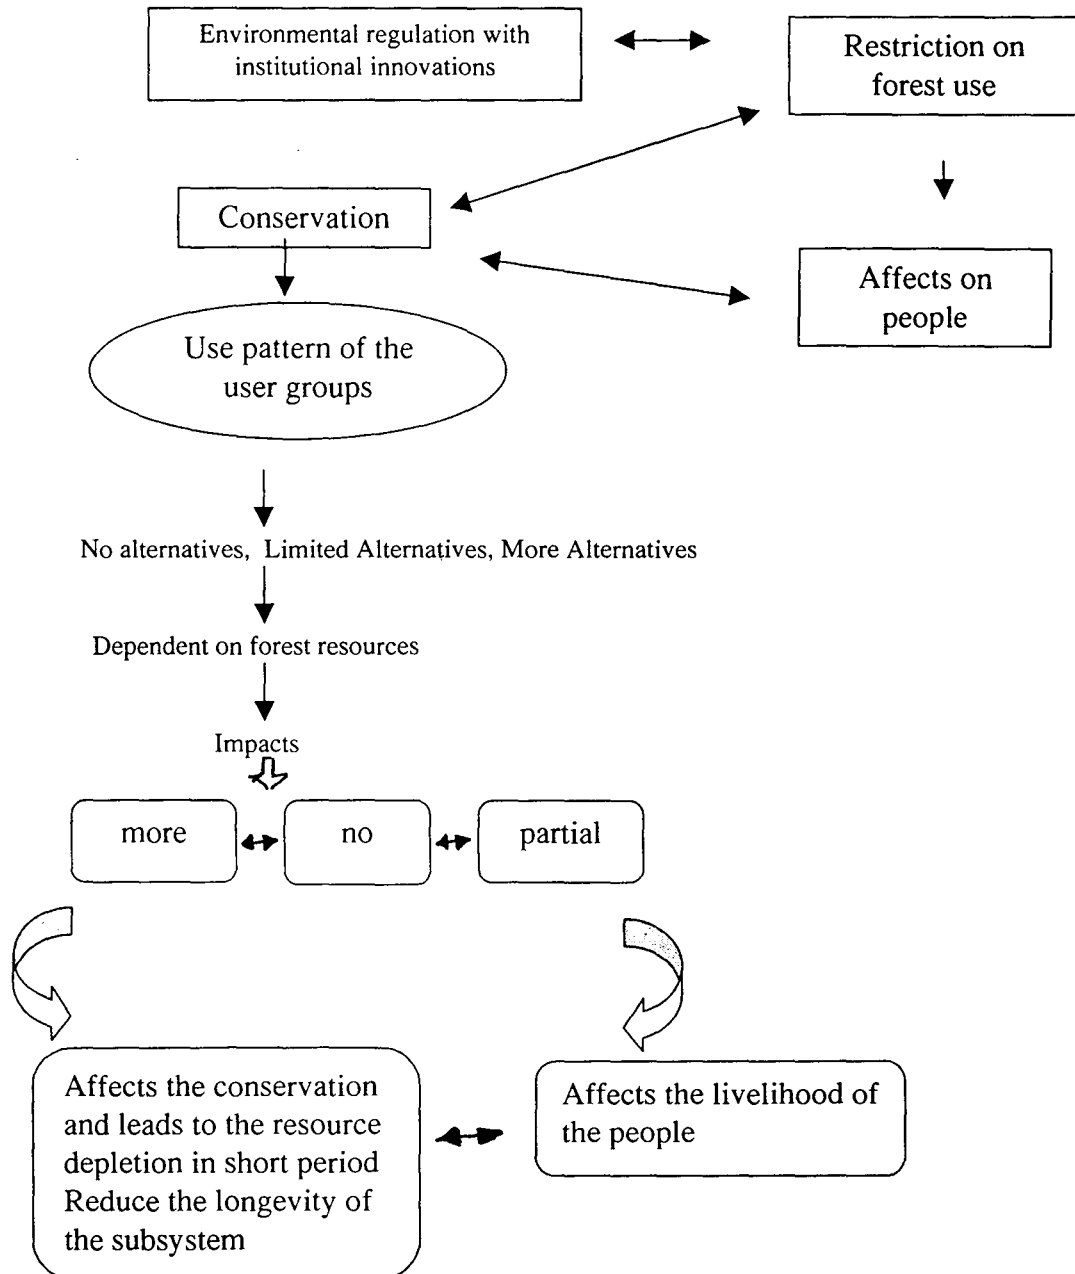 Environmental regulation with
institutional innovations
Restriction on
forest use
Conservation
Affects on
people
Use pattern of the
user groups
No alternatives, Limited Alternatives, More Alternatives
Dependent on forest resources
Impacts
more
no
partial
Affects the conservation
and leads to the resource
depletion in short period
Reduce the longevity of
the subsystem
Affects the livelihood of
the people